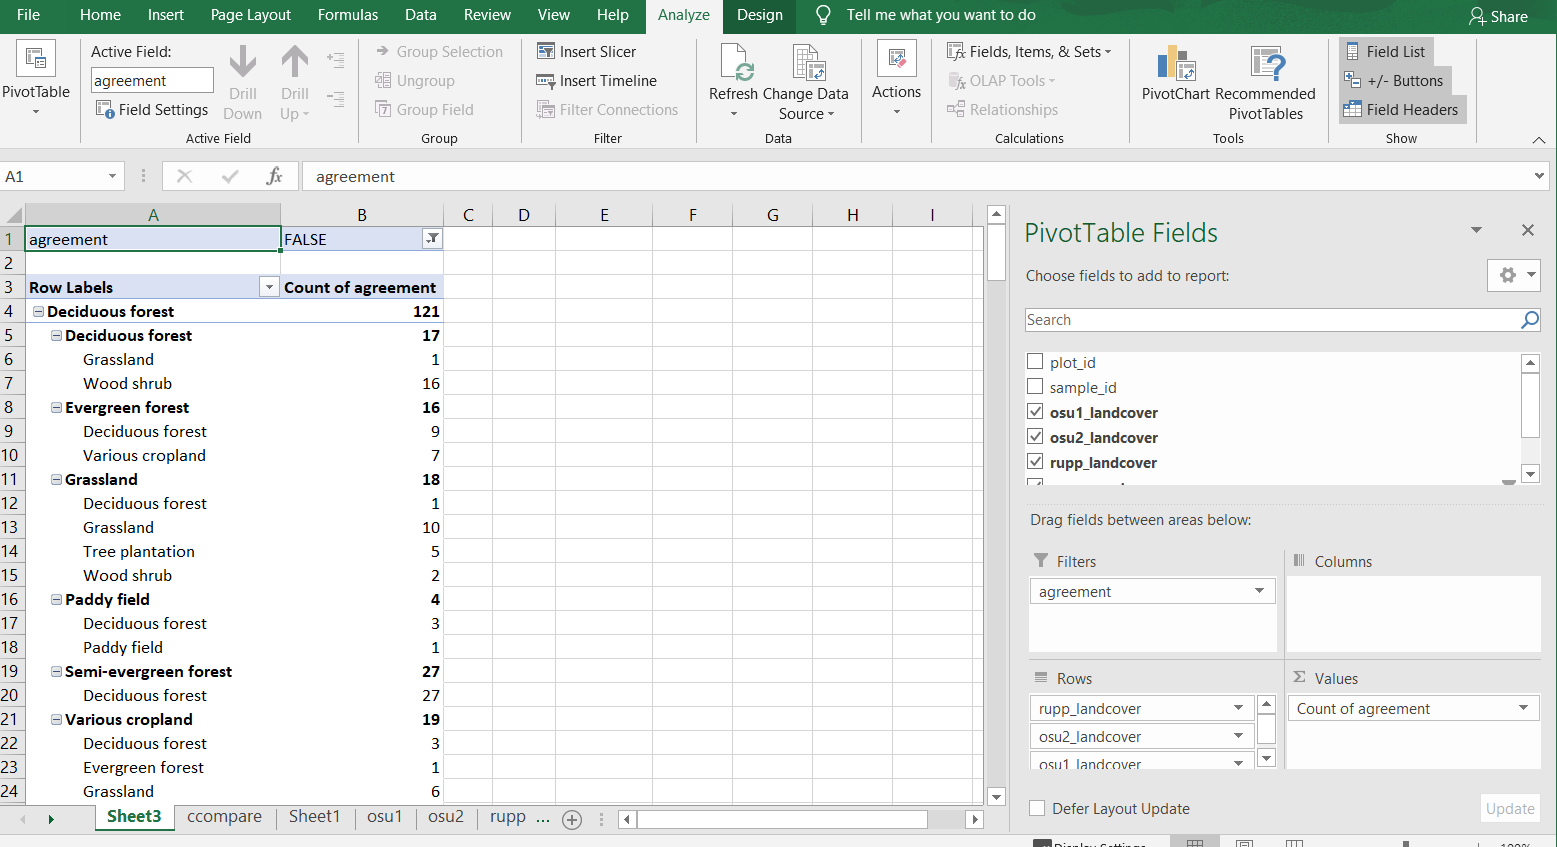 File Home Insert Page Layout Formulas Data Review View Help Analyze Design Tell me what you want to do Share
PivotTable
Active Field:
agreement
Field Settings
Drill Down
Drill Up
Active Field
Group Selection
Ungroup
Group Field
Group
Insert Slicer
Insert Timeline
Filter Connections
Filter
Refresh
Change Data Source
Data
Actions
Fields, Items, & Sets
OLAP Tools
Relationships
Calculations
PivotChart
Recommended PivotTables
Tools
Field List
+/- Buttons
Field Headers
Show
A1 fx agreement
A B C D E F G H I
1 agreement FALSE
2
3 Row Labels Count of agreement
4 Deciduous forest 121
5 Deciduous forest 17
6 Grassland 1
7 Wood shrub 16
8 Evergreen forest 16
9 Deciduous forest 9
10 Various cropland 7
11 Grassland 18
12 Deciduous forest 1
13 Grassland 10
14 Tree plantation 5
15 Wood shrub 2
16 Paddy field 4
17 Deciduous forest 3
18 Paddy field 1
19 Semi-evergreen forest 27
20 Deciduous forest 27
21 Various cropland 19
22 Deciduous forest 3
23 Evergreen forest 1
24 Grassland 6
Sheet3 ccompare Sheet1 osu1 osu2 rupp ...
PivotTable Fields
Choose fields to add to report:
Search
plot_id
sample_id
osu1_landcover
osu2_landcover
rupp_landcover
Drag fields between areas below:
Filters
agreement
Columns
Rows
rupp_landcover
osu2_landcover
osu1_landcover
Values
Count of agreement
Defer Layout Update
Update
Display Settings
100%